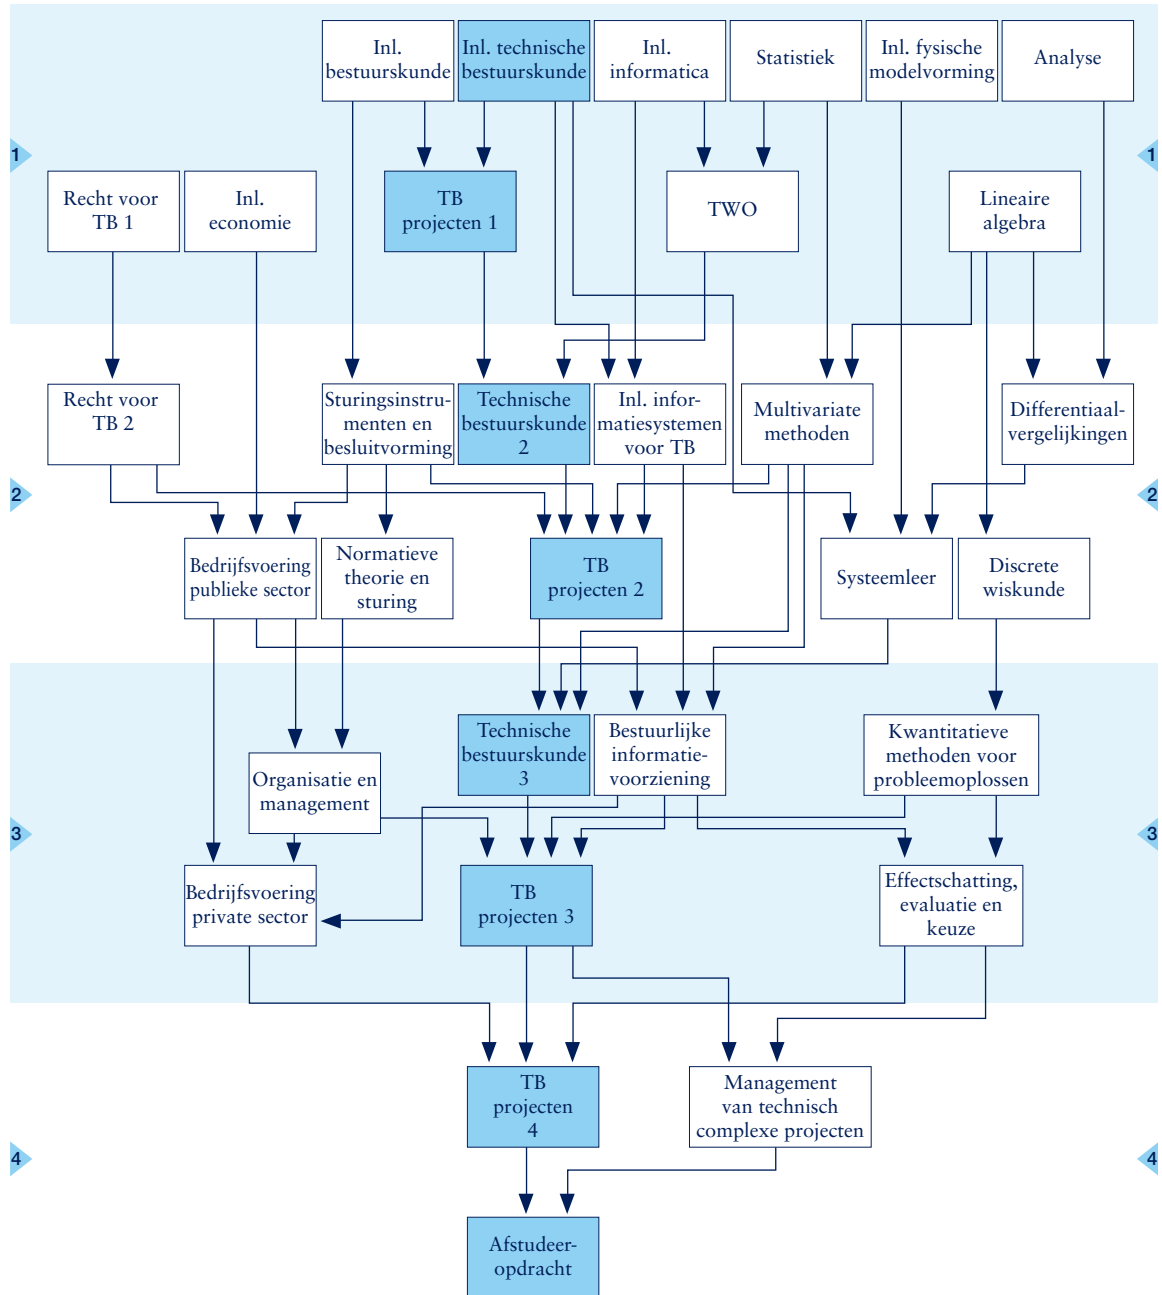 Inl.
bestuurskunde
Inl. technische
bestuurskunde
Inl.
informatica
Statistiek
Inl. fysische
modelvorming
Analyse
1
1
Recht voor
TB 1
Inl.
economie
TB
projecten 1
TWO
Lineaire
algebra
Recht voor
TB 2
Sturingsinstru-
menten en
besluitvorming
Technische
bestuurskunde
2
Inl. infor-
matiesystemen
voor TB
Multivariate
methoden
Differentiaal-
vergelijkingen
2
2
Bedrijfsvoering
publieke sector
Normatieve
theorie en
sturing
TB
projecten 2
Systeemleer
Discrete
wiskunde
Technische
bestuurskunde
3
Bestuurlijke
informatie-
voorziening
Kwantitatieve
methoden voor
probleemoplossen
Organisatie en
management
3
3
Bedrijfsvoering
private sector
TB
projecten 3
Effectschatting,
evaluatie en
keuze
TB
projecten
4
Management
van technisch
complexe projecten
4
4
Afstudeer-
opdracht